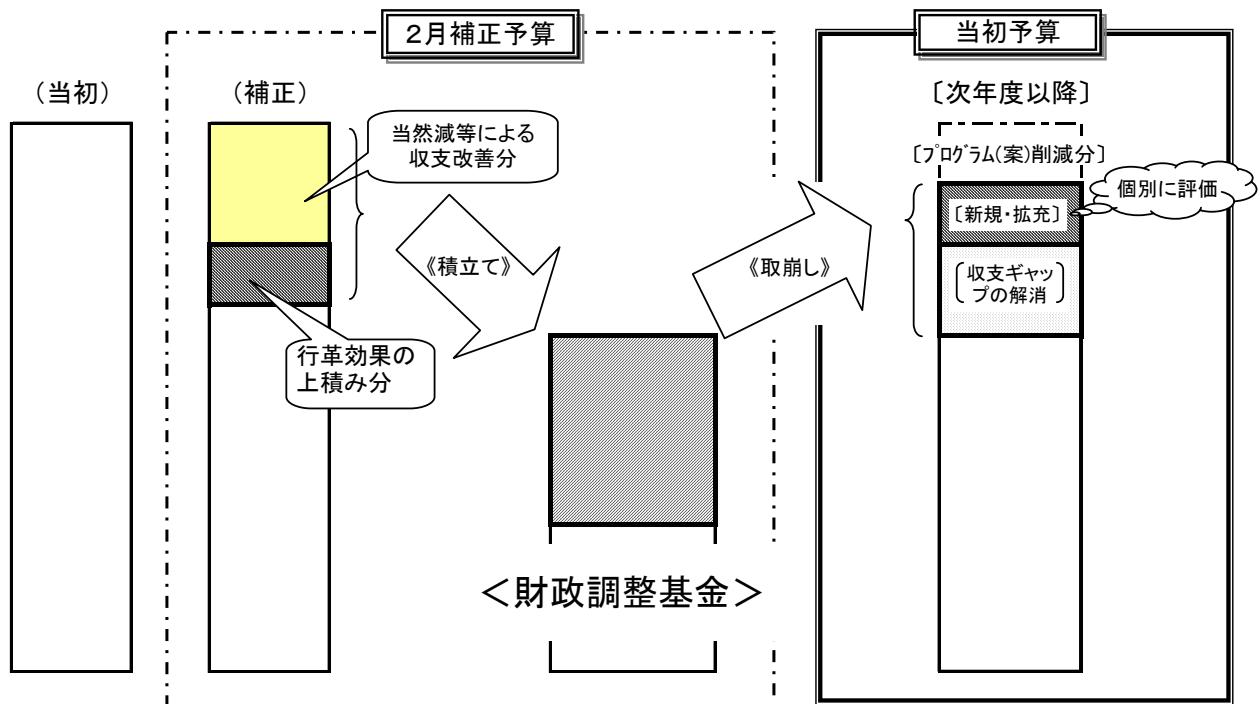 ２月補正予算
当初予算
（当初）
（補正）
〔次年度以降〕
当然減等による
収支改善分
〔ﾌﾟﾛｸﾞﾗﾑ(案)削減分〕
個別に評価
〔新規・拡充〕
《積立て》
《取崩し》
収支ギャッ
プの解消
行革効果の
上積み分
＜財政調整基金＞